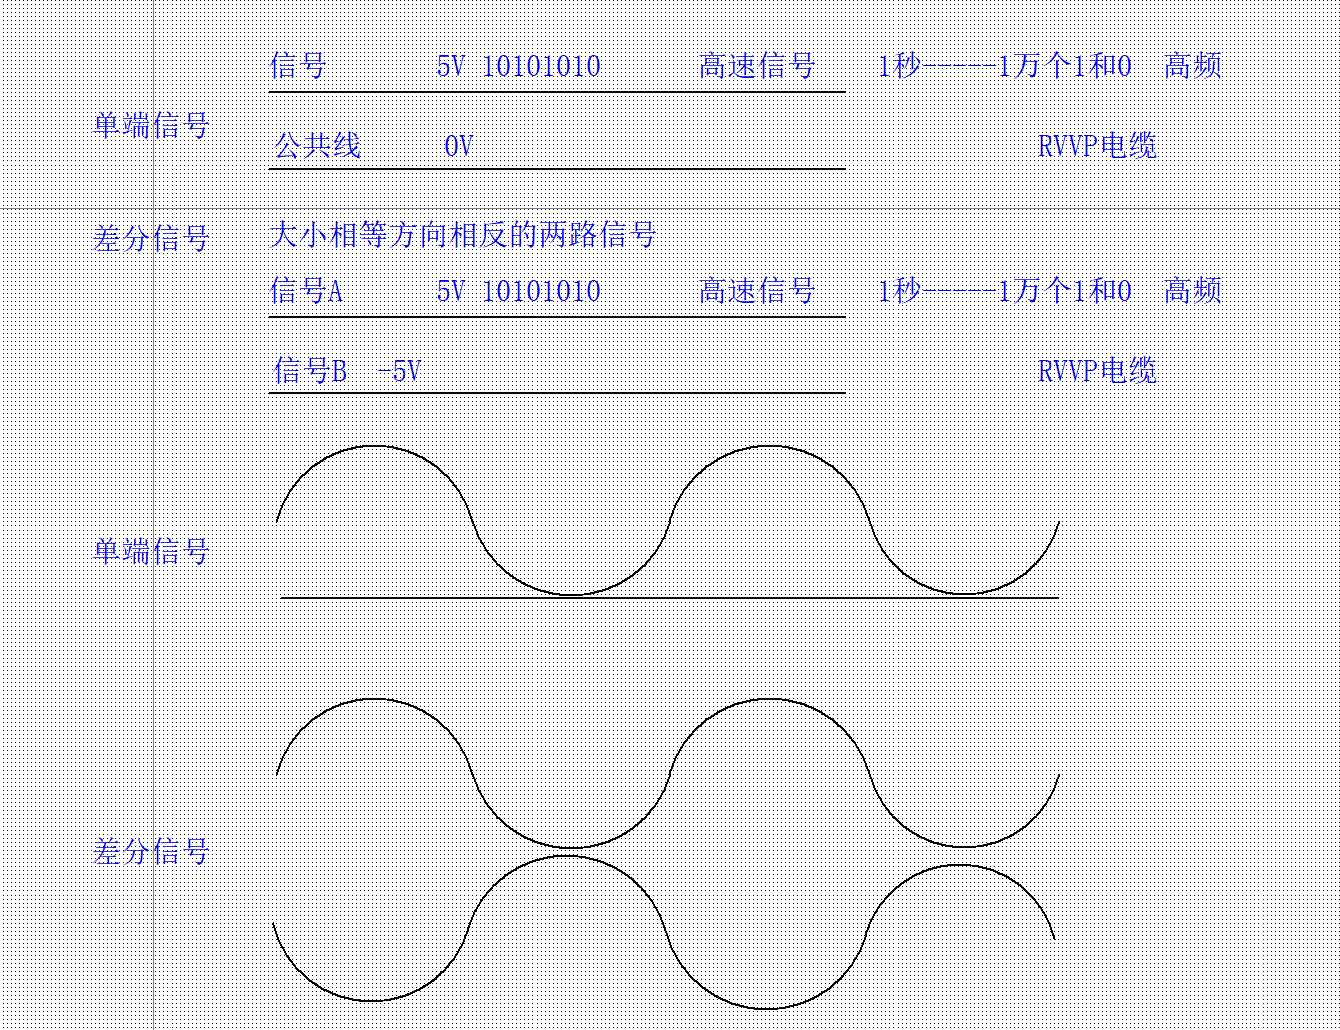 信号 5V 10101010 高速信号 1秒-----1万个1和0 高频
单端信号
公共线 0V RVVP电缆
差分信号 大小相等方向相反的两路信号
信号A 5V 10101010 高速信号 1秒-----1万个1和0 高频
信号B -5V RVVP电缆
单端信号
差分信号